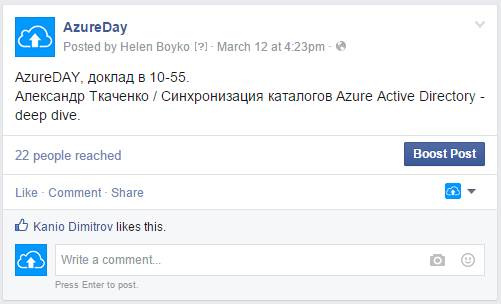 AzureDay
Posted by Helen Boyko [?] · March 12 at 4:23pm ·
AzureDAY, доклад в 10-55.
Александр Ткаченко / Синхронизация каталогов Azure Active Directory -
deep dive.
22 people reached
Boost Post
Like · Comment · Share
Kanio Dimitrov likes this.
Write a comment...
Press Enter to post.